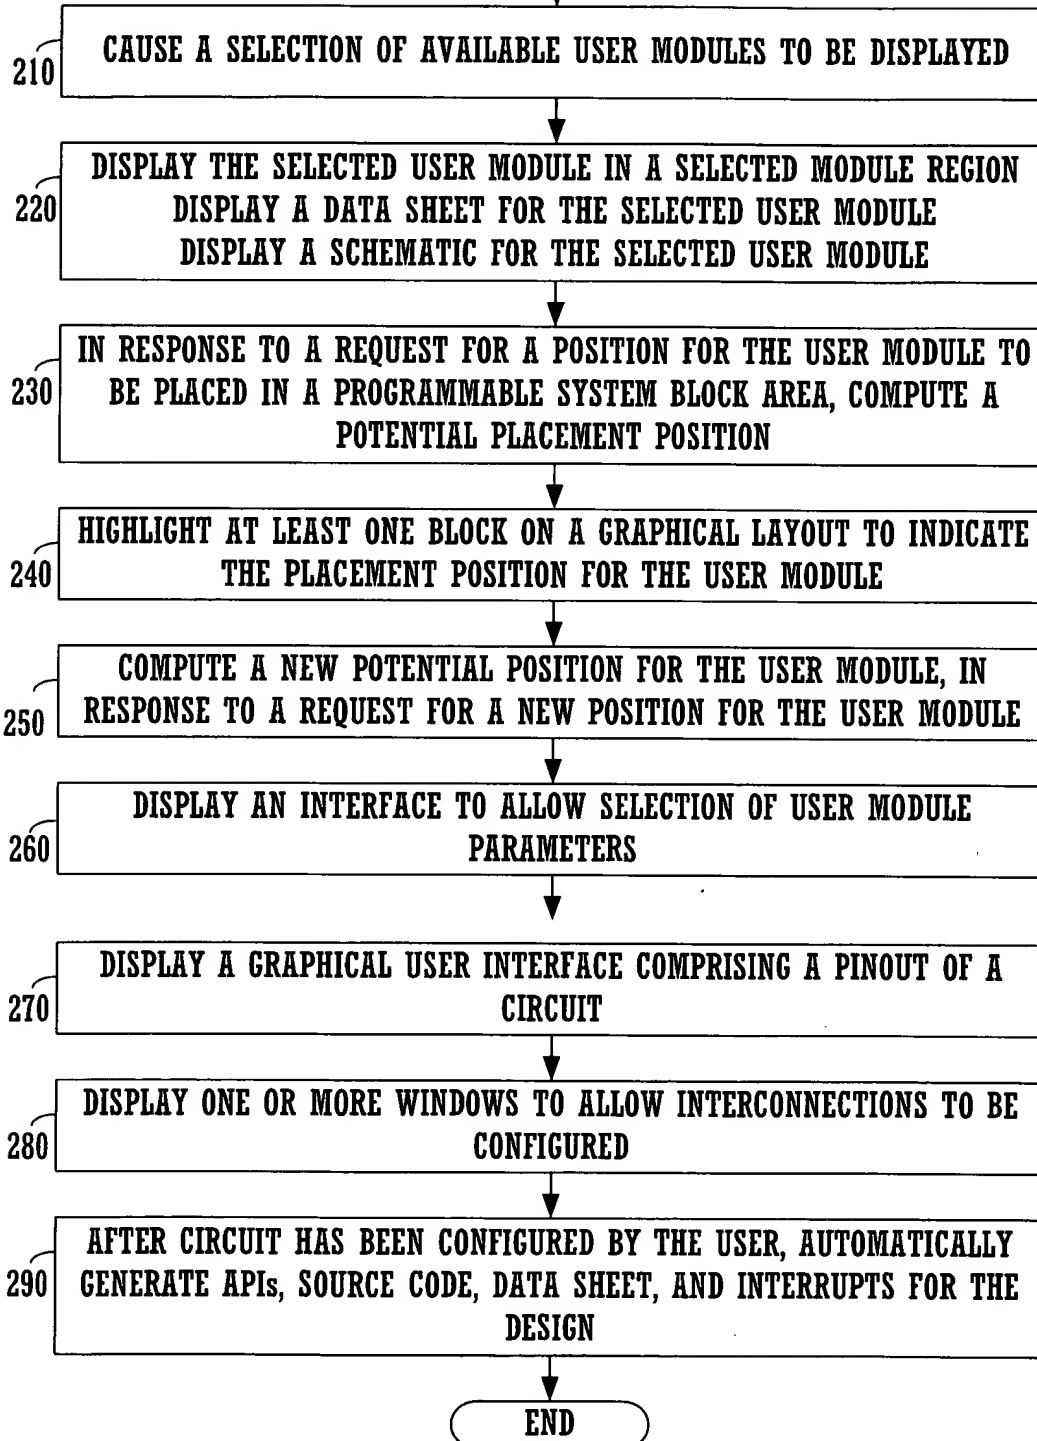 CAUSE A SELECTION OF AVAILABLE USER MODULES TO BE DISPLAYED
210
DISPLAY THE SELECTED USER MODULE IN A SELECTED MODULE REGION
DISPLAY A DATA SHEET FOR THE SELECTED USER MODULE
DISPLAY A SCHEMATIC FOR THE SELECTED USER MODULE
220
IN RESPONSE TO A REQUEST FOR A POSITION FOR THE USER MODULE TO
BE PLACED IN A PROGRAMMABLE SYSTEM BLOCK AREA, COMPUTE A
POTENTIAL PLACEMENT POSITION
230
HIGHLIGHT AT LEAST ONE BLOCK ON A GRAPHICAL LAYOUT TO INDICATE
THE PLACEMENT POSITION FOR THE USER MODULE
240
COMPUTE A NEW POTENTIAL POSITION FOR THE USER MODULE, IN
RESPONSE TO A REQUEST FOR A NEW POSITION FOR THE USER MODULE
250
DISPLAY AN INTERFACE TO ALLOW SELECTION OF USER MODULE
PARAMETERS
260
DISPLAY A GRAPHICAL USER INTERFACE COMPRISING A PINOUT OF A
CIRCUIT
270
DISPLAY ONE OR MORE WINDOWS TO ALLOW INTERCONNECTIONS TO BE
CONFIGURED
280
AFTER CIRCUIT HAS BEEN CONFIGURED BY THE USER, AUTOMATICALLY
GENERATE APIs, SOURCE CODE, DATA SHEET, AND INTERRUPTS FOR THE
DESIGN
290
END